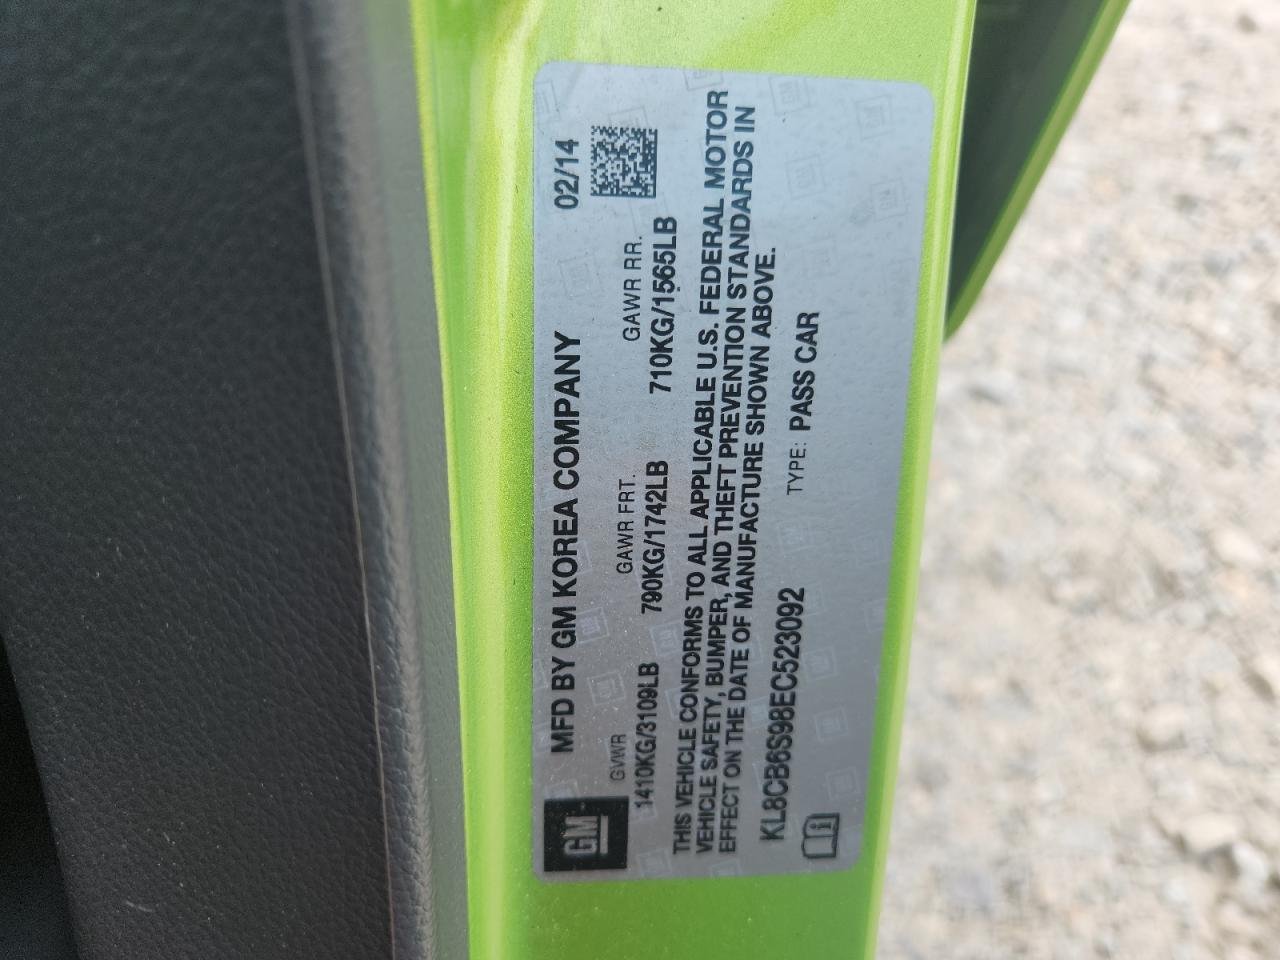 GM
MFD BY GM KOREA COMPANY 02/14
GVWR GAWR FRT. GAWR RR.
1410KG/3109LB 790KG/1742LB 710KG/1565LB
THIS VEHICLE CONFORMS TO ALL APPLICABLE U.S. FEDERAL MOTOR
VEHICLE SAFETY, BUMPER, AND THEFT PREVENTION STANDARDS IN
EFFECT ON THE DATE OF MANUFACTURE SHOWN ABOVE.
KL8CB6S98EC523092 TYPE: PASS CAR